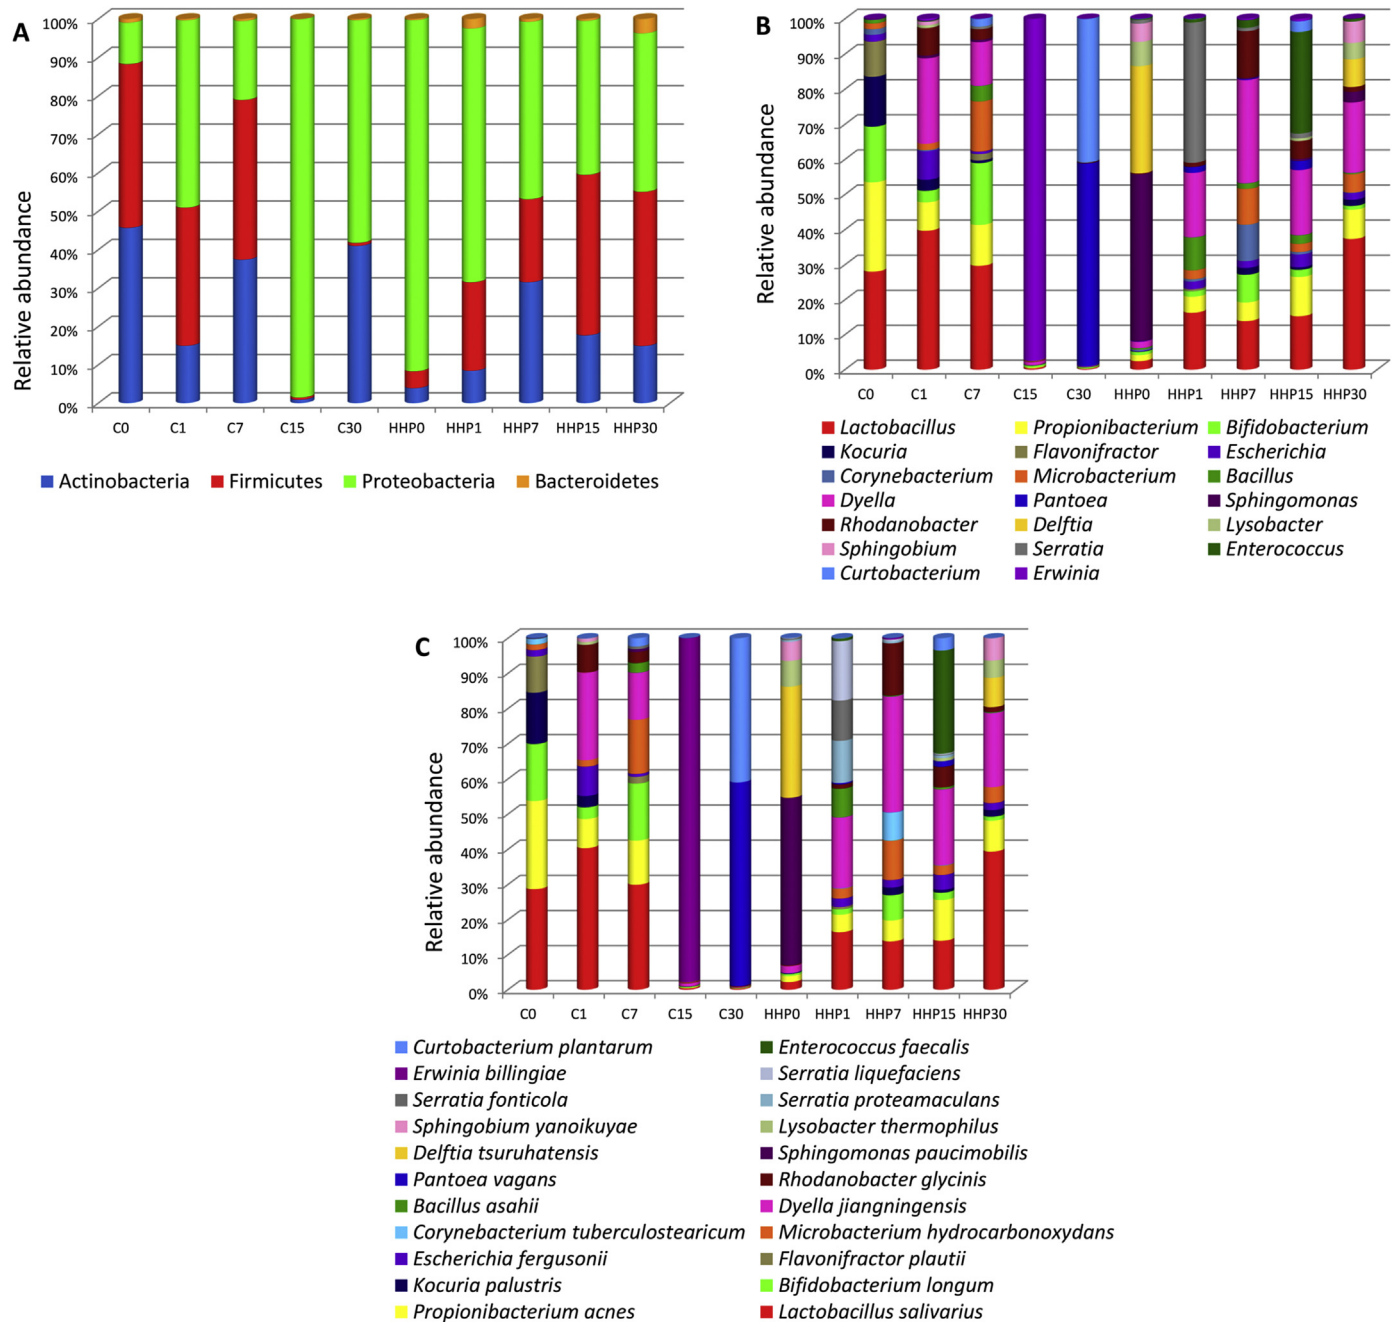 A
100%
90%
80%
70%
60%
50%
40%
30%
20%
10%
0%
Relative abundance
C0 C1 C7 C15 C30 HHP0 HHP1 HHP7 HHP15 HHP30
Actinobacteria Firmicutes Proteobacteria Bacteroidetes
B
100%
90%
80%
70%
60%
50%
40%
30%
20%
10%
0%
Relative abundance
C0 C1 C7 C15 C30 HHP0 HHP1 HHP7 HHP15 HHP30
Lactobacillus Propionibacterium Bifidobacterium
Kocuria Flavonifractor Escherichia
Corynebacterium Microbacterium Bacillus
Dyella Pantoea Sphingomonas
Rhodanobacter Delftia Lysobacter
Sphingobium Serratia Enterococcus
Curtobacterium Erwinia
C
100%
90%
80%
70%
60%
50%
40%
30%
20%
10%
0%
Relative abundance
C0 C1 C7 C15 C30 HHP0 HHP1 HHP7 HHP15 HHP30
Curtobacterium plantarum Enterococcus faecalis
Erwinia billingiae Serratia liquefaciens
Serratia fonticola Serratia proteamaculans
Sphingobium yanoikuyae Lysobacter thermophilus
Delftia tsuruhatensis Sphingomonas paucimobilis
Pantoea vagans Rhodanobacter glycinis
Bacillus asahii Dyella jiangningensis
Corynebacterium tuberculostearicum Microbacterium hydrocarbonoxydans
Escherichia fergusonii Flavonifractor plautii
Kocuria palustris Bifidobacterium longum
Propionibacterium acnes Lactobacillus salivarius